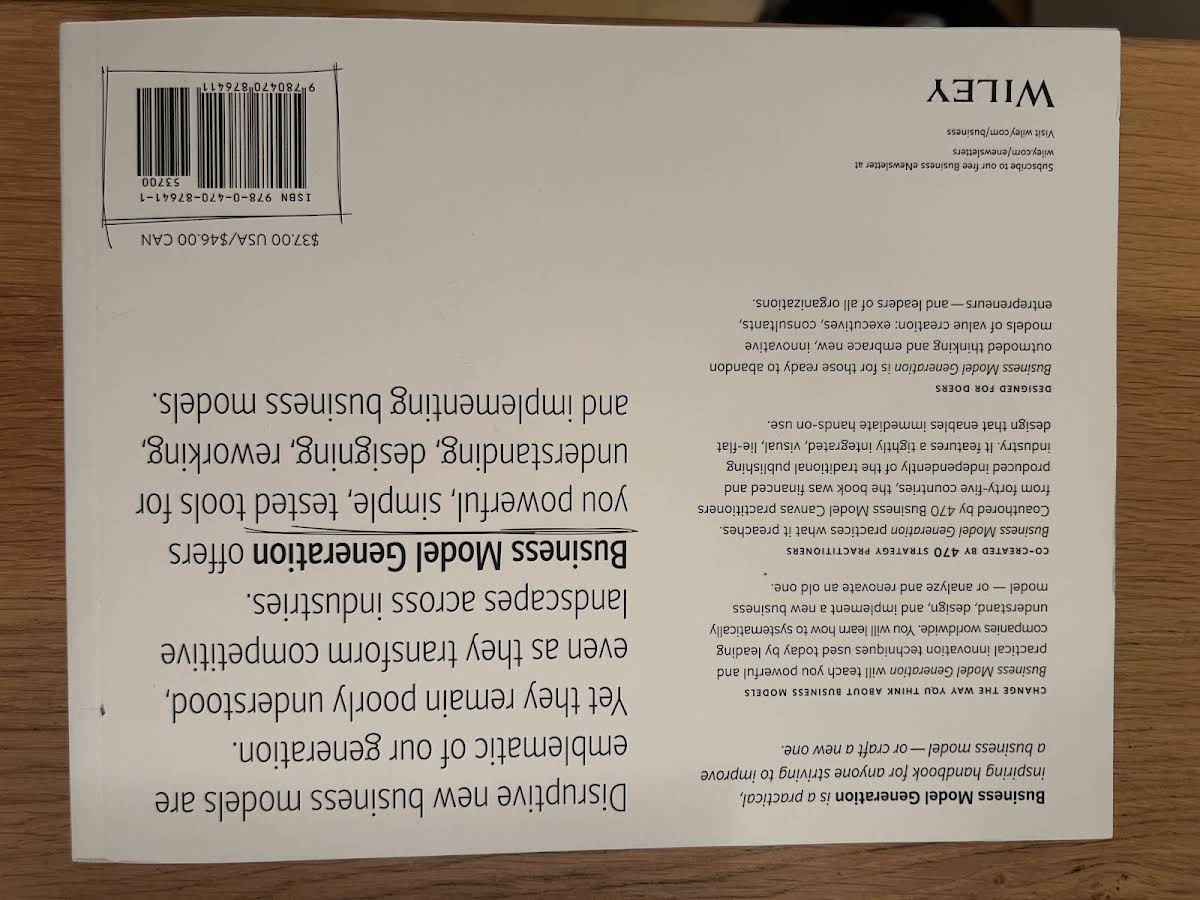 Business Model Generation is a practical,
inspiring handbook for anyone striving to improve
a business model — or craft a new one.
CHANGE THE WAY YOU THINK ABOUT BUSINESS MODELS
Business Model Generation will teach you powerful and
practical innovation techniques used today by leading
companies worldwide. You will learn how to systematically
understand, design, and implement a new business
model — or analyze and renovate an old one.
CO-CREATED BY 470 STRATEGY PRACTITIONERS
Business Model Generation practices what it preaches.
Coauthored by 470 Business Model Canvas practitioners
from forty-five countries, the book was financed and
produced independently of the traditional publishing
industry. It features a tightly integrated, visual, lie-flat
design that enables immediate hands-on use.
DESIGNED FOR DOERS
Business Model Generation is for those ready to abandon
outmoded thinking and embrace new, innovative
models of value creation: executives, consultants,
entrepreneurs — and leaders of all organizations.
Subscribe to our free Business eNewsletter at
wiley.com/enewsletters
Visit wiley.com/business
WILEY
Disruptive new business models are
emblematic of our generation.
Yet they remain poorly understood,
even as they transform competitive
landscapes across industries.
Business Model Generation offers
you powerful, simple, tested tools for
understanding, designing, reworking,
and implementing business models.
$37.00 USA/$46.00 CAN
ISBN 978-0-470-87641-1
53700
9 780470 876411